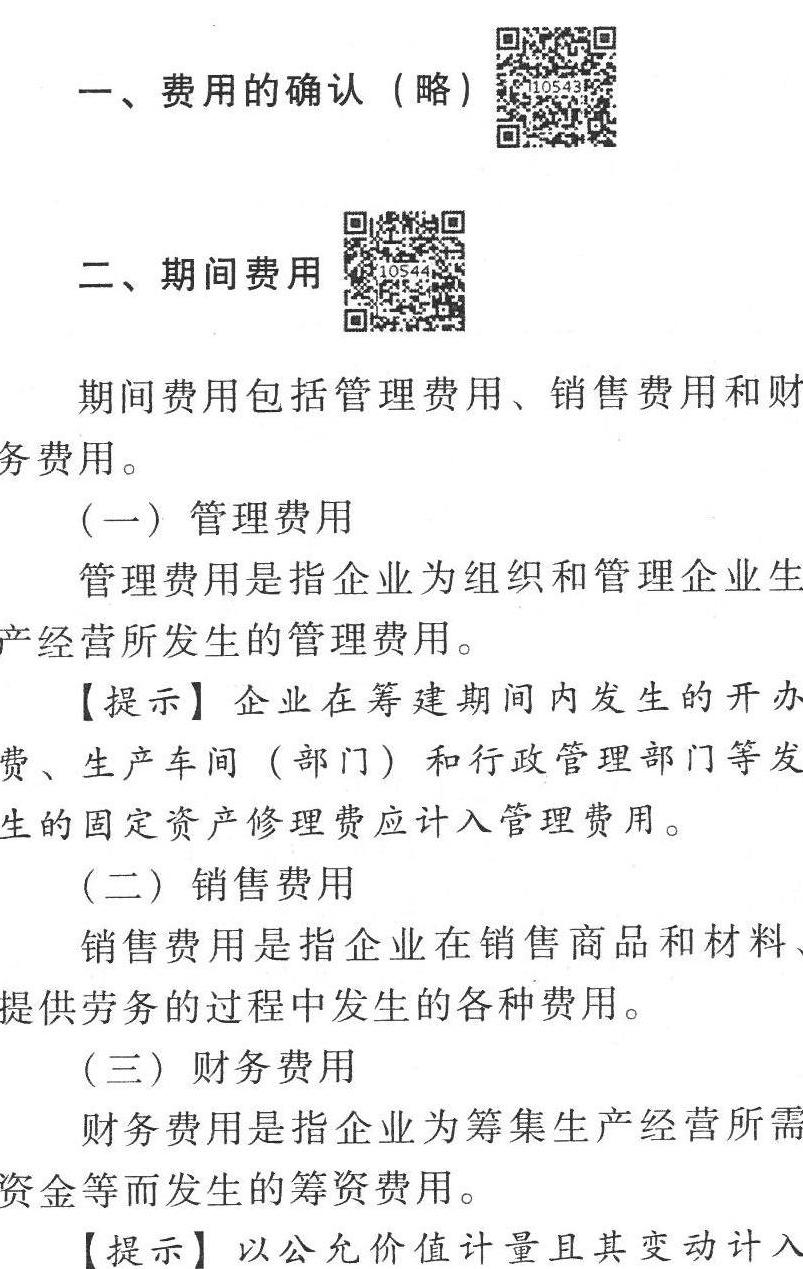 一、费用的确认（略）
10543
二、期间费用
10544
期间费用包括管理费用、销售费用和财
务费用。
（一）管理费用
管理费用是指企业为组织和管理企业生
产经营所发生的管理费用。
【提示】企业在筹建期间内发生的开办
费、生产车间（部门）和行政管理部门等发
生的固定资产修理费应计入管理费用。
（二）销售费用
销售费用是指企业在销售商品和材料、
提供劳务的过程中发生的各种费用。
（三）财务费用
财务费用是指企业为筹集生产经营所需
资金等而发生的筹资费用。
【提示】以公允价值计量且其变动计入